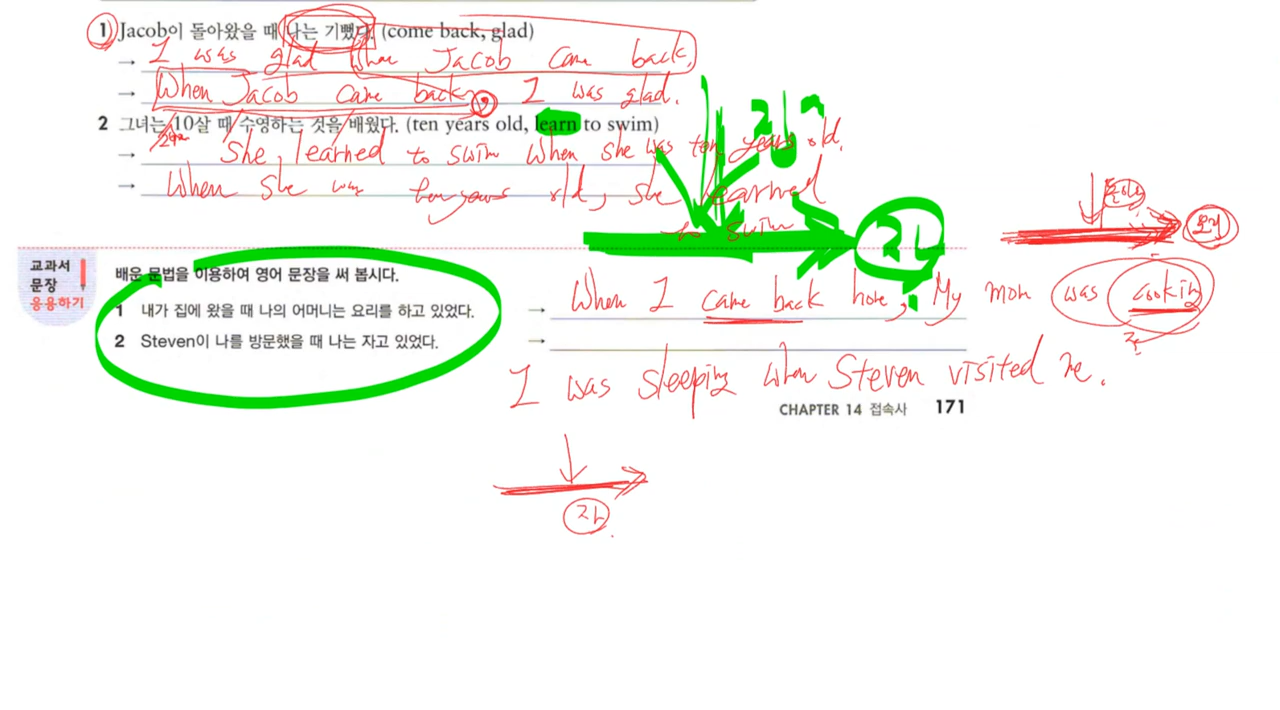 1 Jacob이 돌아왔을 때 나는 기뻤다. (come back, glad)
→ I was glad when Jacob came back.
→ When Jacob came back, I was glad.
2 그녀는 10살 때 수영하는 것을 배웠다. (ten years old, learn to swim)
→ She learned to swim when she was ten years old.
→ When she was ten years old, she learned
to swim
교과서
문장
응용하기
배운 문법을 이용하여 영어 문장을 써 봅시다.
1 내가 집에 왔을 때 나의 어머니는 요리를 하고 있었다.
→ When I came back home, My mom was cooking
2 Steven이 나를 방문했을 때 나는 자고 있었다.
→ I was sleeping when Steven visited me.
CHAPTER 14 접속사 171
요리
자